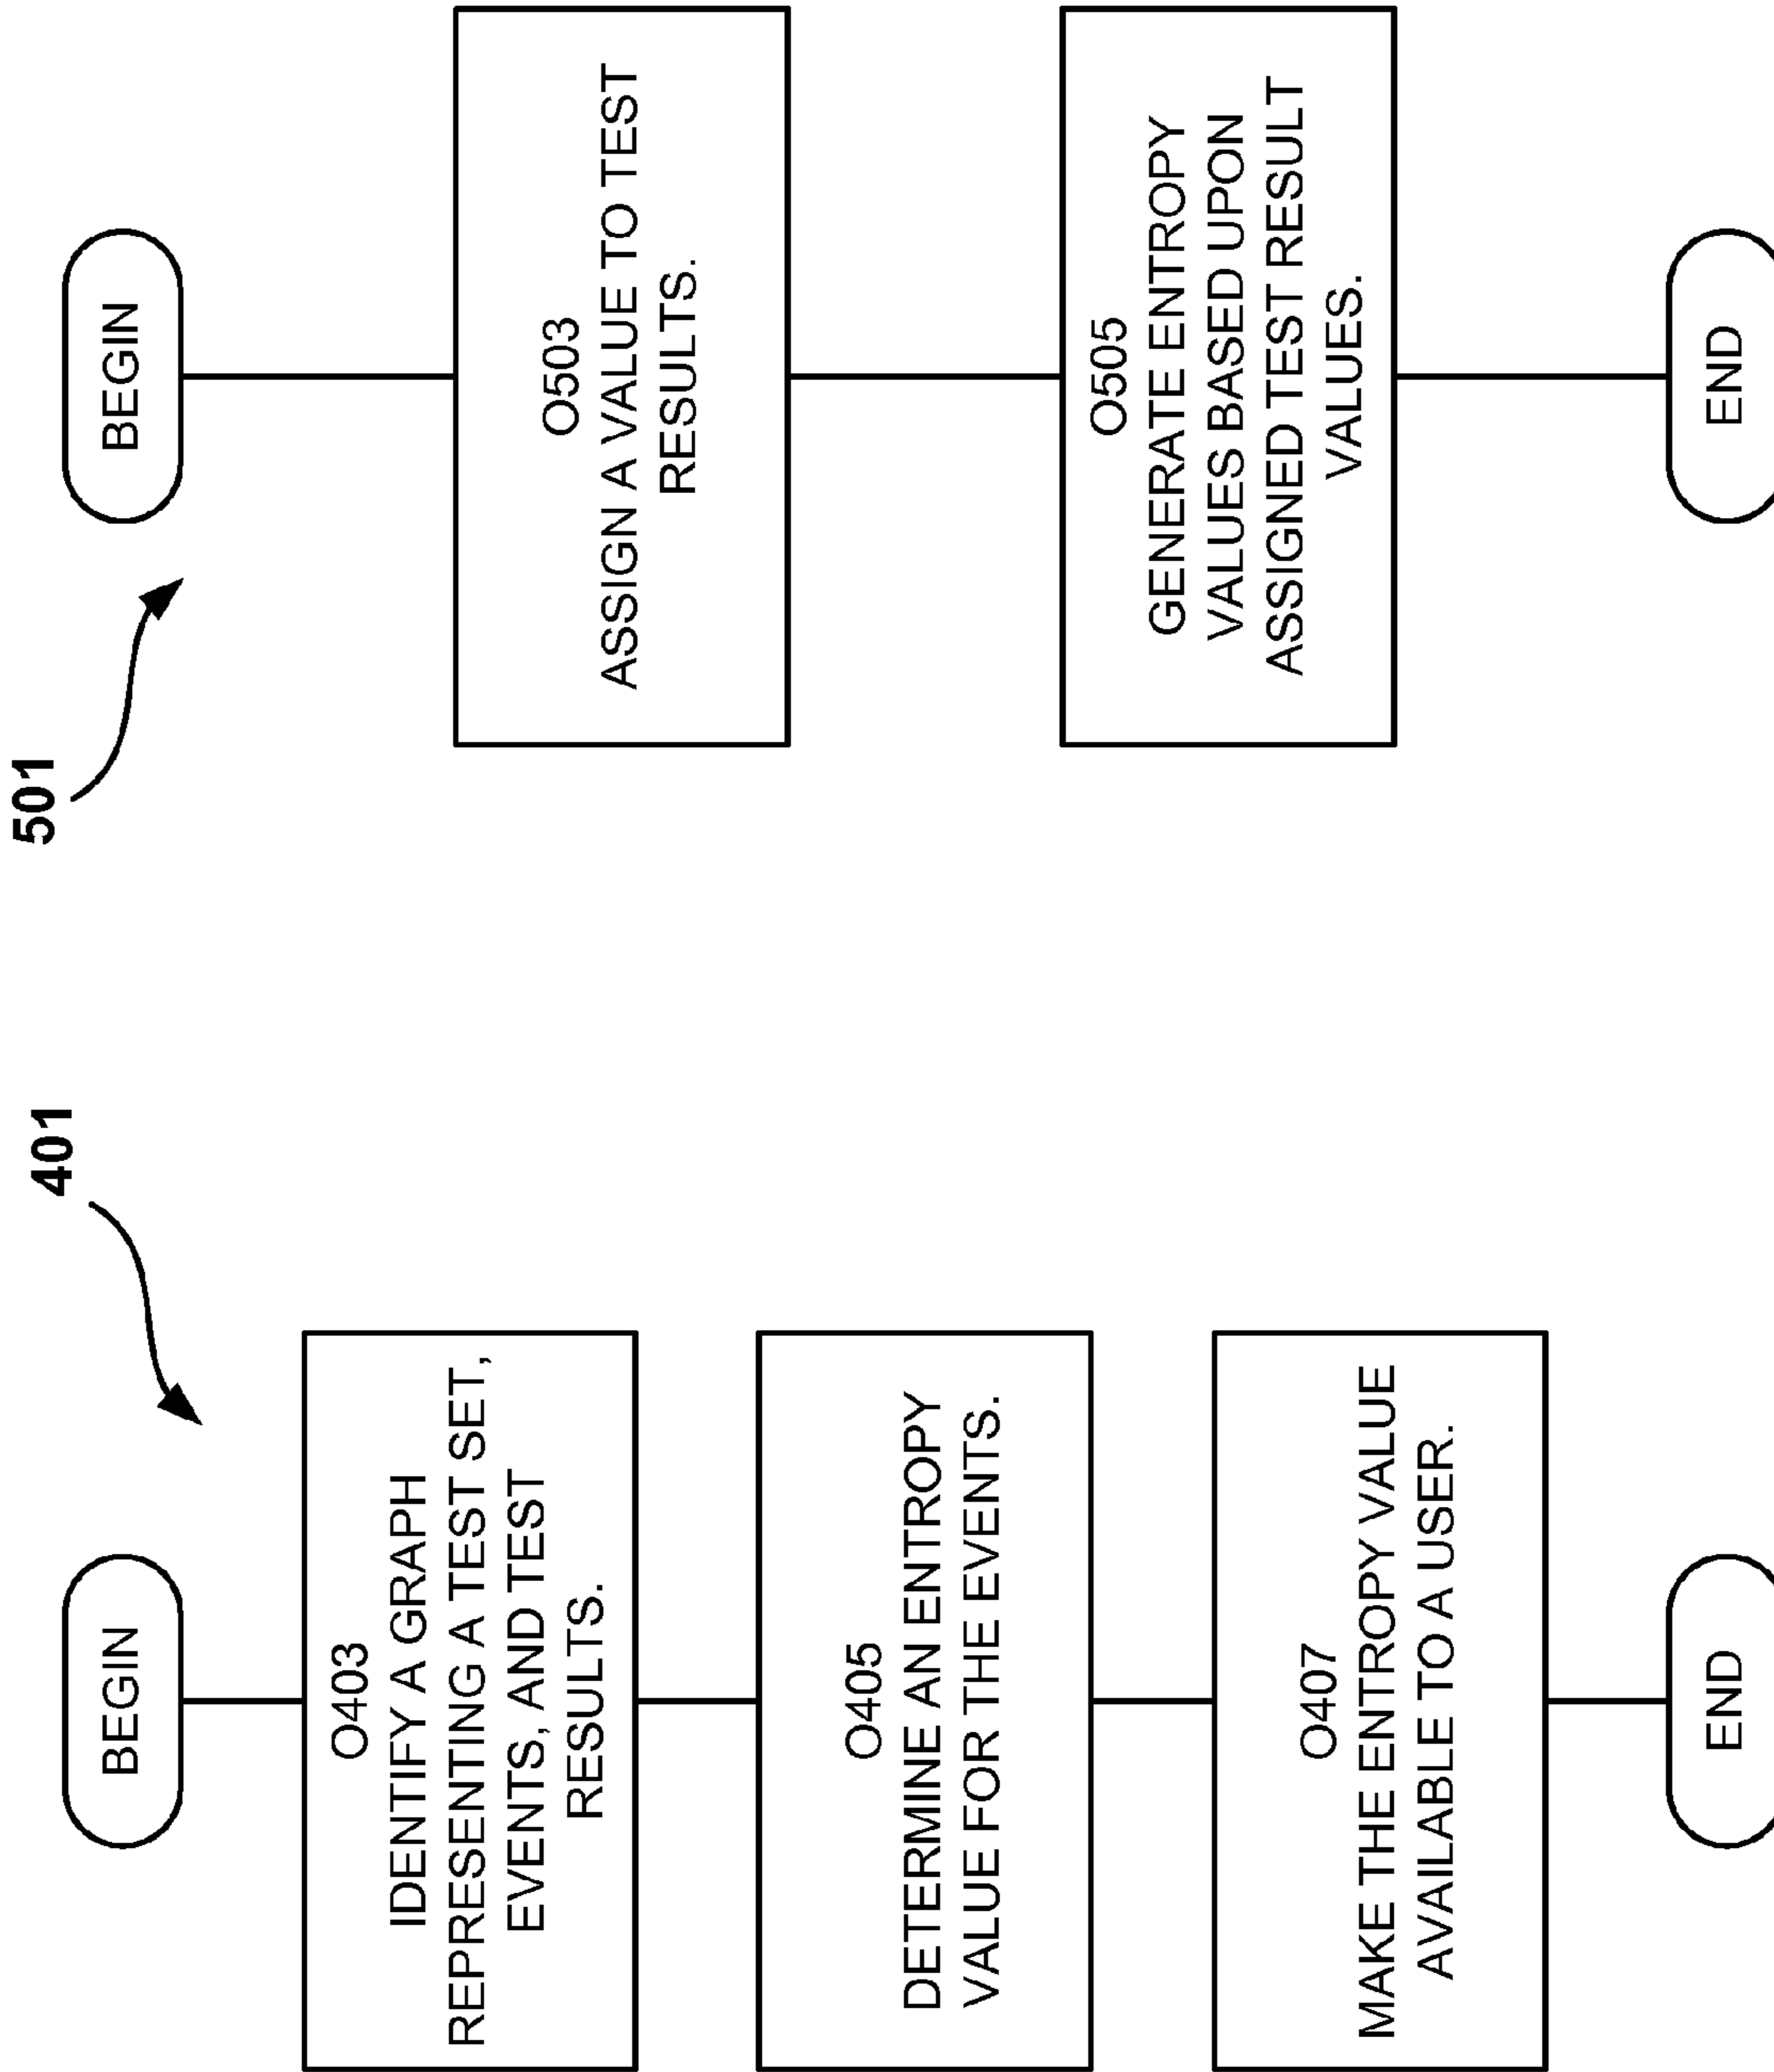 401
BEGIN
O403
IDENTIFY A GRAPH
REPRESENTING A TEST SET,
EVENTS, AND TEST
RESULTS.
O405
DETERMINE AN ENTROPY
VALUE FOR THE EVENTS.
O407
MAKE THE ENTROPY VALUE
AVAILABLE TO A USER.
END
501
BEGIN
O503
ASSIGN A VALUE TO TEST
RESULTS.
O505
GENERATE ENTROPY
VALUES BASED UPON
ASSIGNED TEST RESULT
VALUES.
END